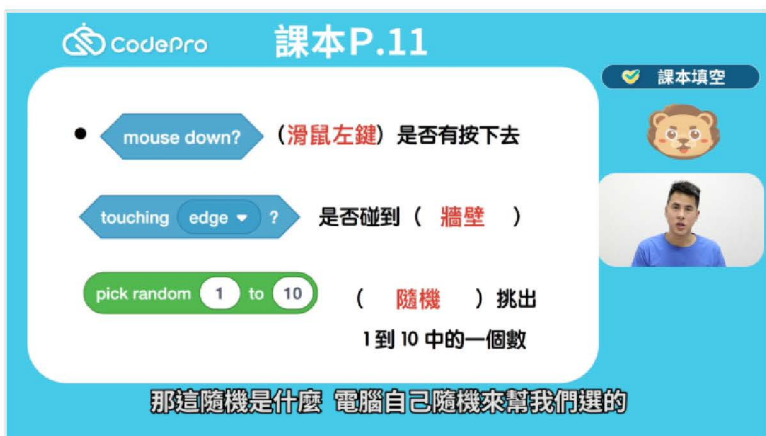 CodePro
課本P.11
課本填空
mouse down? (滑鼠左鍵) 是否有按下去
touching edge ? 是否碰到 ( 牆壁 )
pick random 1 to 10 ( 隨機 ) 挑出
1到10中的一個數
那這隨機是什麼 電腦自己隨機來幫我們選的